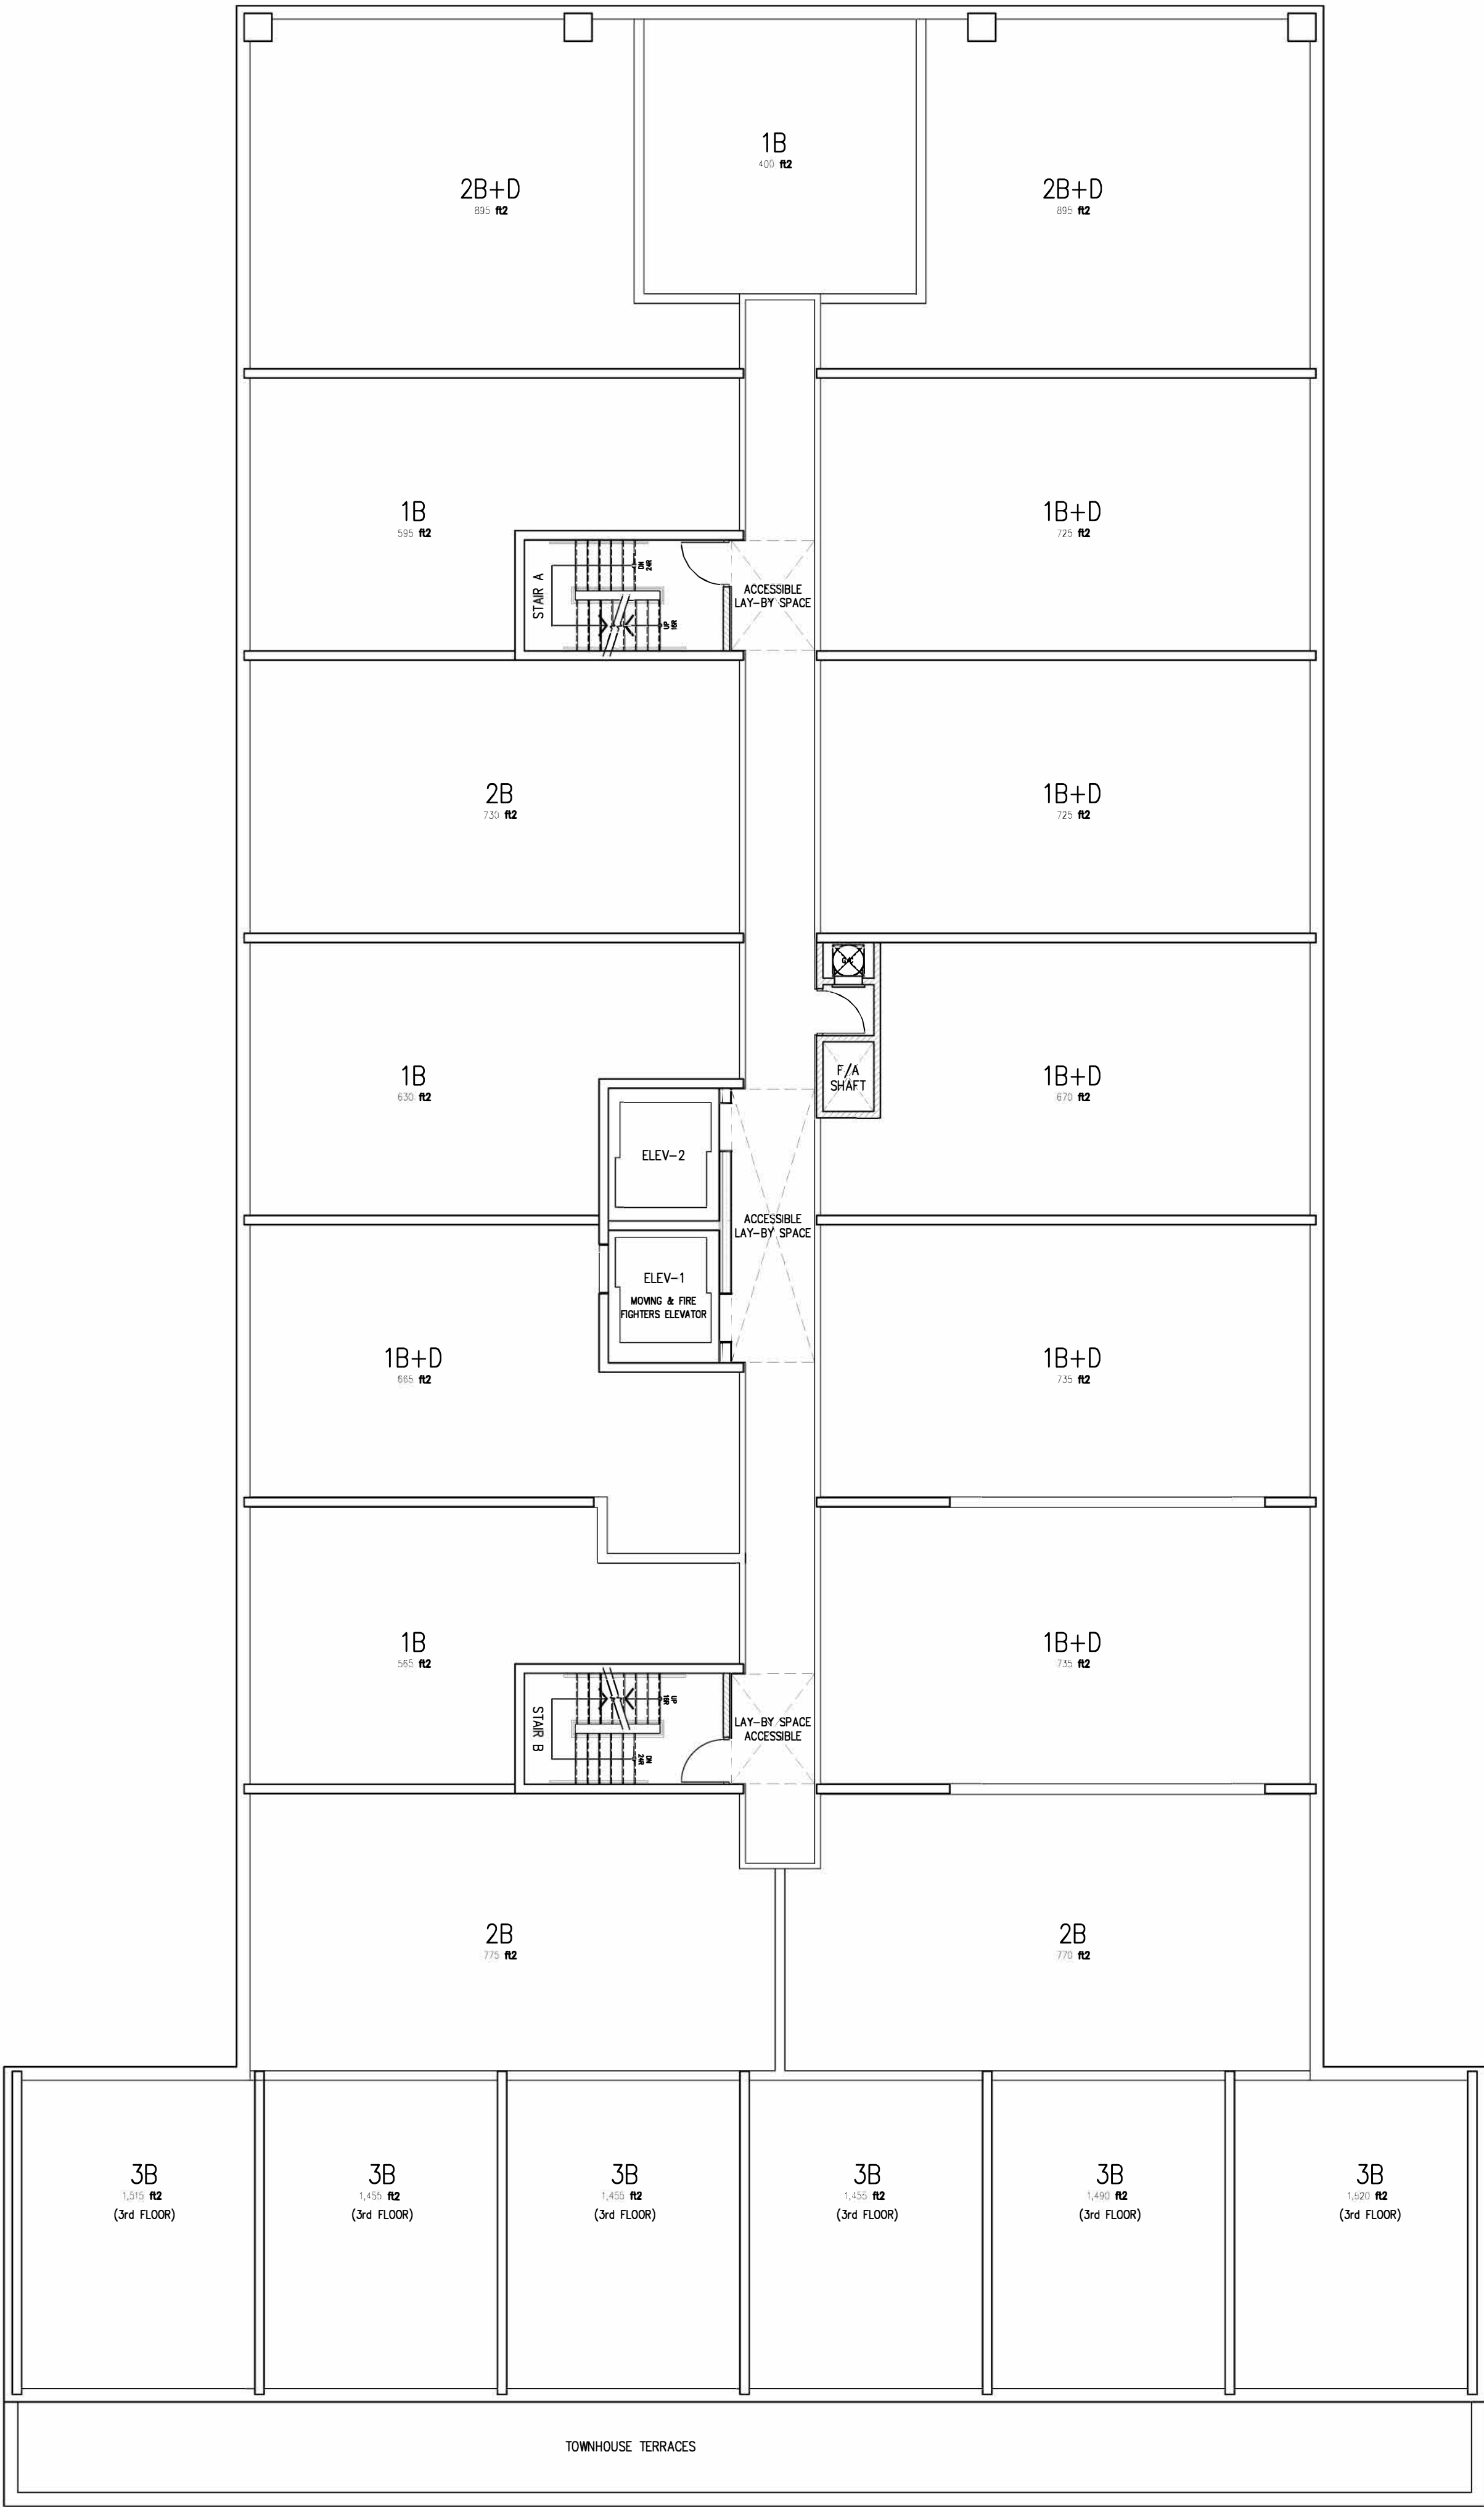 1B
400 ft2
2B+D
895 ft2
2B+D
895 ft2
1B
595 ft2
1B+D
725 ft2
STAIR A
DN
24R
UP
16R
ACCESSIBLE
LAY-BY SPACE
2B
730 ft2
1B+D
725 ft2
1B
630 ft2
F/A
SHAFT
1B+D
670 ft2
ELEV-2
ACCESSIBLE
LAY-BY SPACE
ELEV-1
MOVING & FIRE
FIGHTERS ELEVATOR
1B+D
665 ft2
1B+D
735 ft2
1B
565 ft2
1B+D
735 ft2
STAIR B
UP
16R
DN
24R
LAY-BY SPACE
ACCESSIBLE
2B
775 ft2
2B
770 ft2
3B
1,515 ft2
(3rd FLOOR)
3B
1,455 ft2
(3rd FLOOR)
3B
1,455 ft2
(3rd FLOOR)
3B
1,455 ft2
(3rd FLOOR)
3B
1,490 ft2
(3rd FLOOR)
3B
1,520 ft2
(3rd FLOOR)
TOWNHOUSE TERRACES